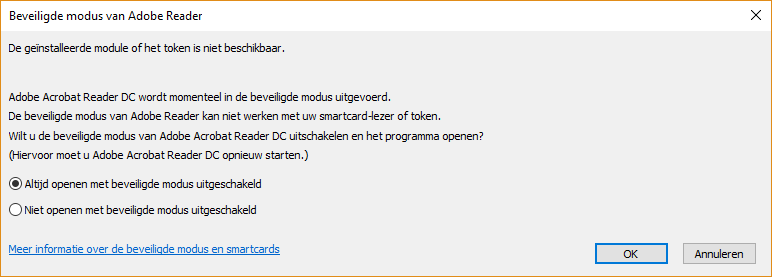 Beveiligde modus van Adobe Reader
De geïnstalleerde module of het token is niet beschikbaar.
Adobe Acrobat Reader DC wordt momenteel in de beveiligde modus uitgevoerd.
De beveiligde modus van Adobe Reader kan niet werken met uw smartcard-lezer of token.
Wilt u de beveiligde modus van Adobe Acrobat Reader DC uitschakelen en het programma openen?
(Hiervoor moet u Adobe Acrobat Reader DC opnieuw starten.)
Altijd openen met beveiligde modus uitgeschakeld
Niet openen met beveiligde modus uitgeschakeld
Meer informatie over de beveiligde modus en smartcards
OK
Annuleren